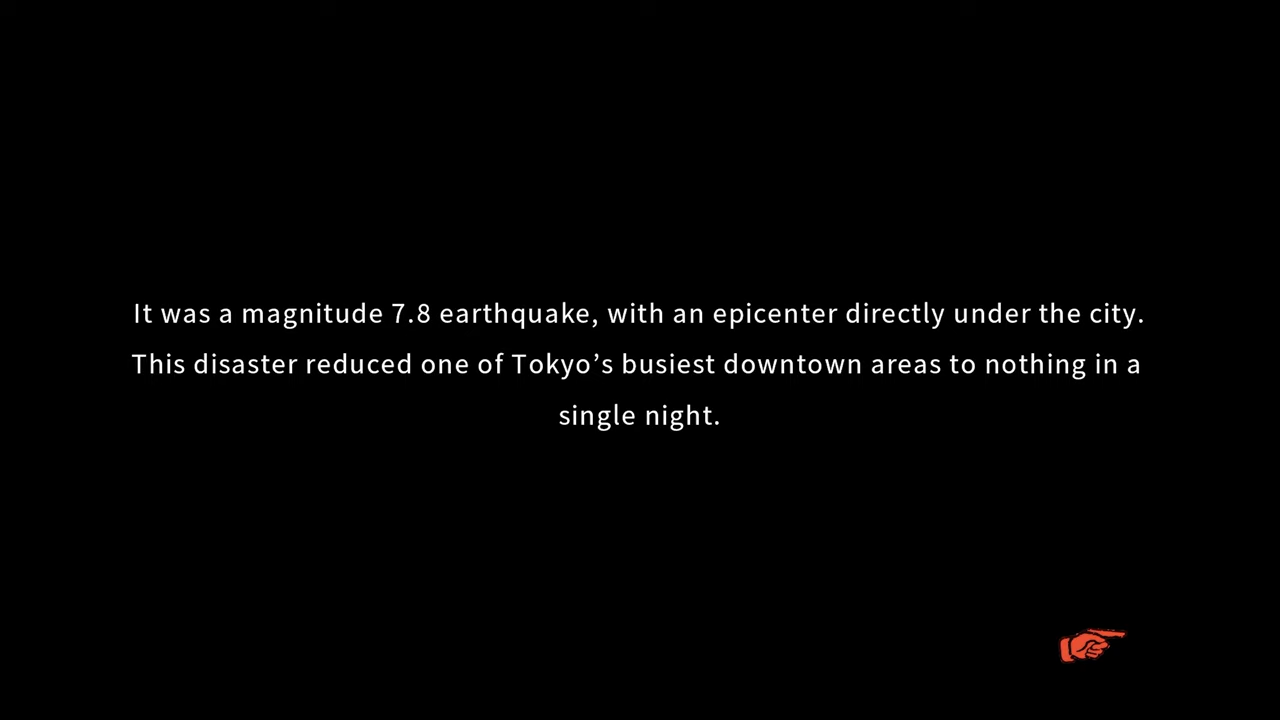 It was a magnitude 7.8 earthquake, with an epicenter directly under the city.
This disaster reduced one of Tokyo’s busiest downtown areas to nothing in a
single night.